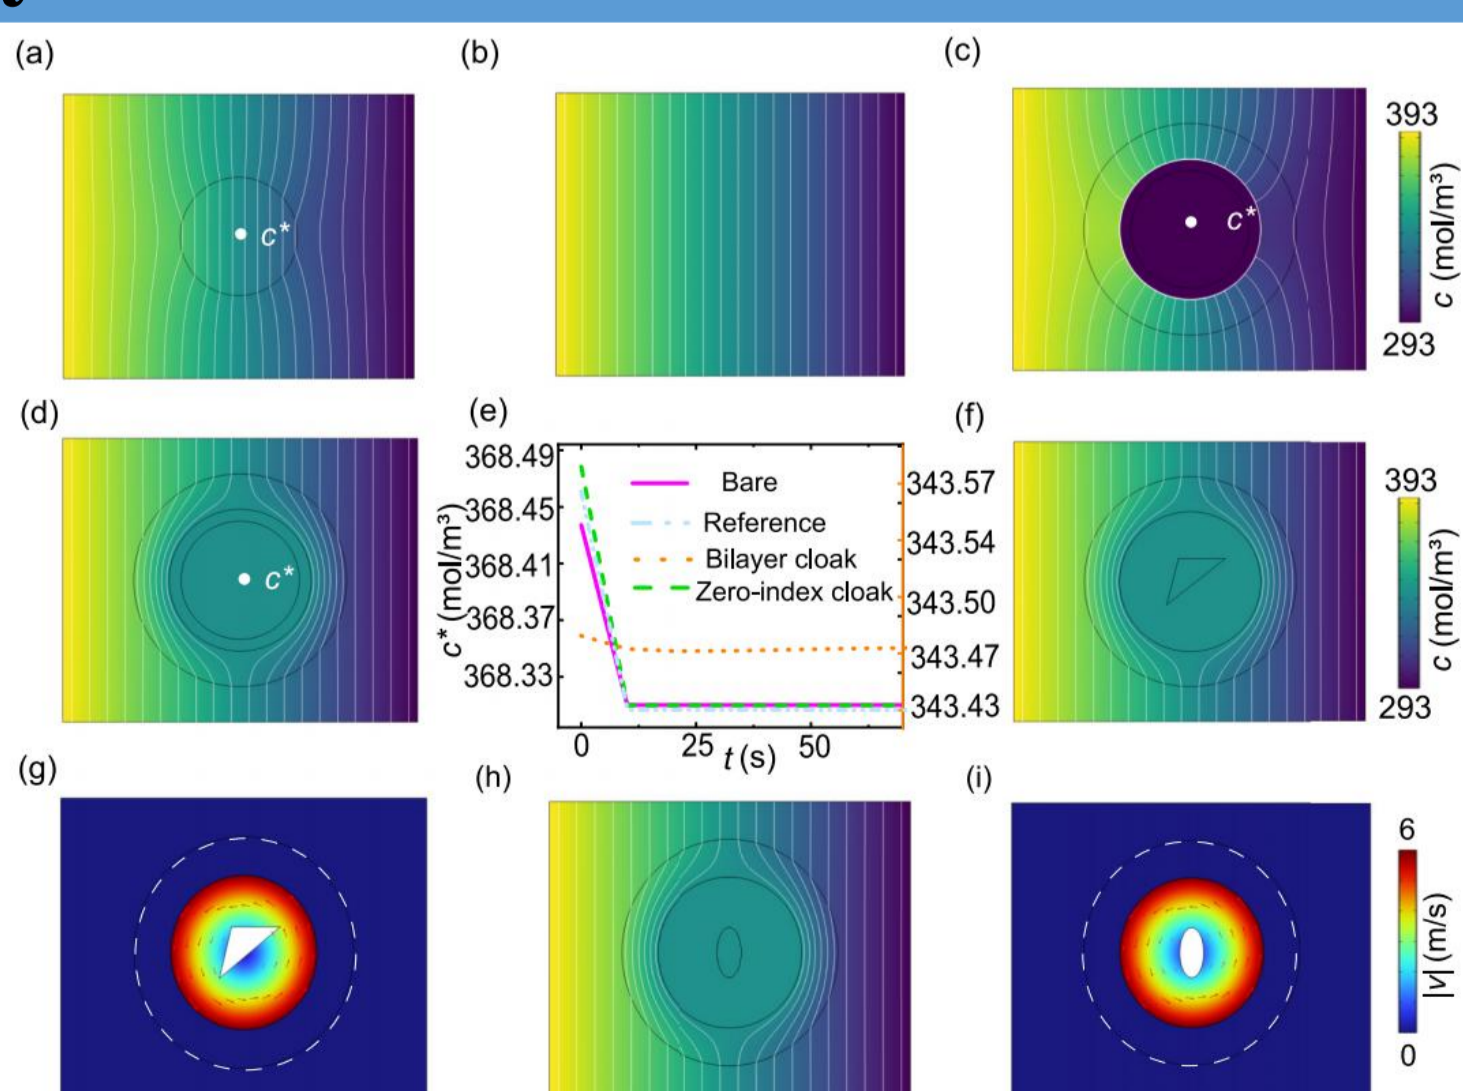 (a)
(b)
(c)
c*
c*
393
293
c (mol/m³)
(d)
(e)
(f)
c*
368.49
368.45
368.41
368.37
368.33
c* (mol/m³)
Bare
Reference
Bilayer cloak
Zero-index cloak
343.57
343.54
343.50
343.47
343.43
0
25
50
t (s)
393
293
c (mol/m³)
(g)
(h)
(i)
6
0
|v| (m/s)